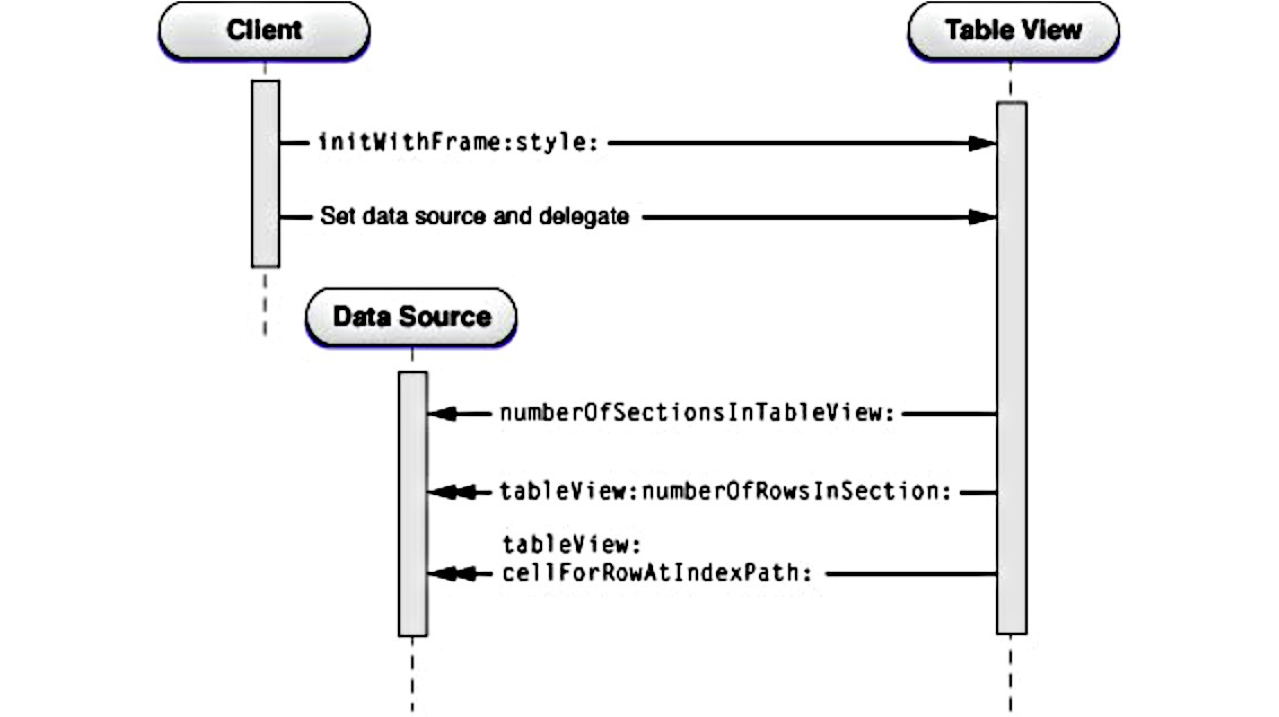 Client
Table View
initWithFrame:style:
Set data source and delegate
Data Source
numberOfSectionsInTableView:
tableView:numberOfRowsInSection:
tableView:
cellForRowAtIndexPath: